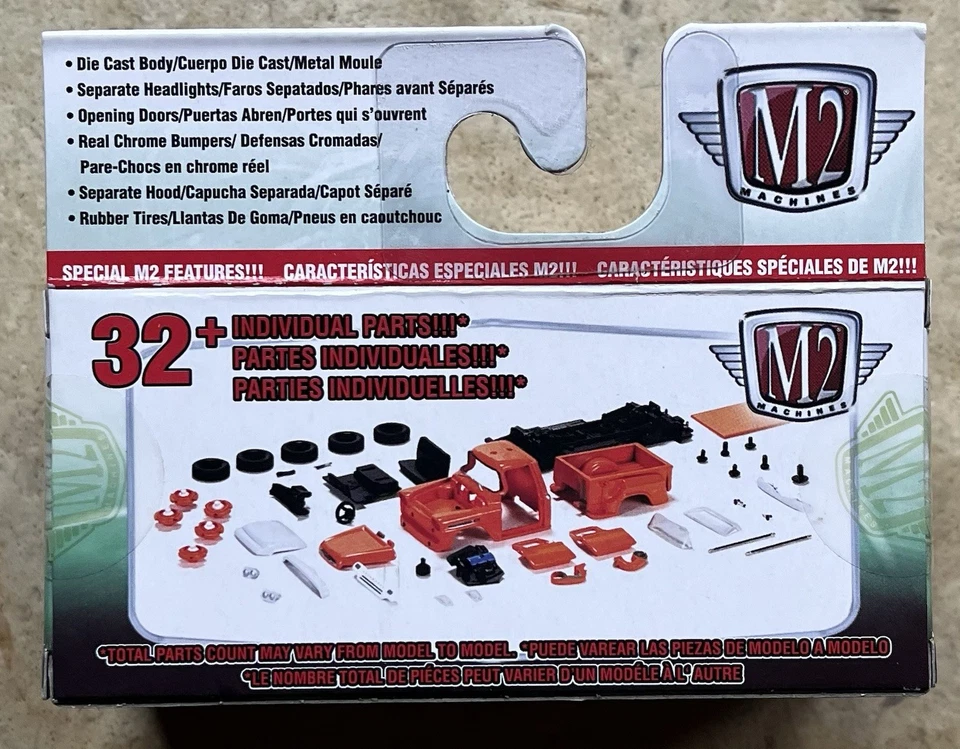 • Die Cast Body/Cuerpo Die Cast/Metal Moule
• Separate Headlights/Faros Sepatados/Phares avant Séparés
• Opening Doors/Puertas Abren/Portes qui s'ouvrent
• Real Chrome Bumpers/ Defensas Cromadas/
Pare-Chocs en chrome réel
• Separate Hood/Capucha Separada/Capot Séparé
• Rubber Tires/Llantas De Goma/Pneus en caoutchouc
M2
MACHINES
SPECIAL M2 FEATURES!!! CARACTERÍSTICAS ESPECIALES M2!!! CARACTÉRISTIQUES SPÉCIALES DE M2!!!
32+ INDIVIDUAL PARTS!!!*
PARTES INDIVIDUALES!!!*
PARTIES INDIVIDUELLES!!!*
M2
MACHINES
*TOTAL PARTS COUNT MAY VARY FROM MODEL TO MODEL. *PUEDE VAREAR LAS PIEZAS DE MODELO A MODELO
*LE NOMBRE TOTAL DE PIÉCES PEUT VARIER D'UN MODÉLE À L' AUTRE